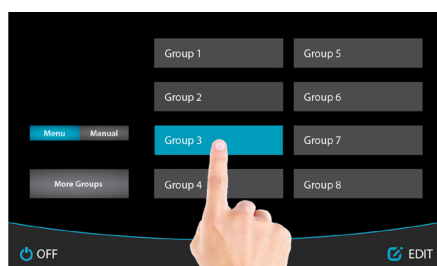 Group 1
Group 5
Group 2
Group 6
Menu
Manual
Group 3
Group 7
More Groups
Group 4
Group 8
OFF
EDIT